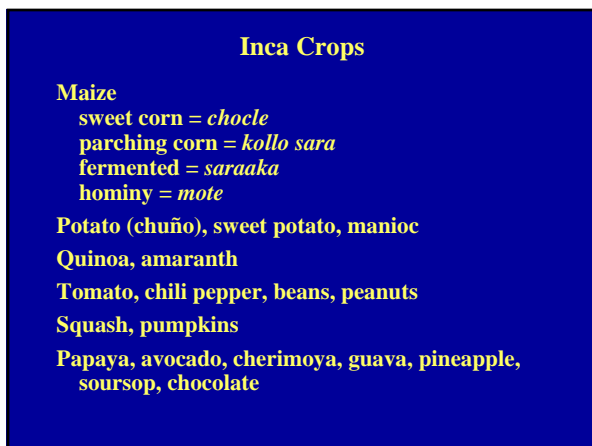 Inca Crops
Maize
sweet corn = chocle
parching corn = kollo sara
fermented = saraaka
hominy = mote
Potato (chuño), sweet potato, manioc
Quinoa, amaranth
Tomato, chili pepper, beans, peanuts
Squash, pumpkins
Papaya, avocado, cherimoya, guava, pineapple,
soursop, chocolate